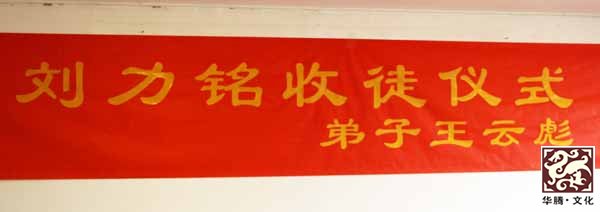 刘力铭收徒仪式
弟子王云彪
华腾·文化